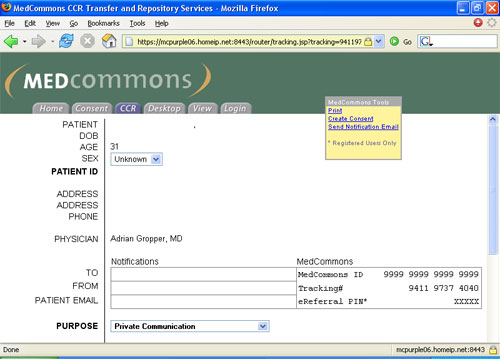 MedCommons CCR Transfer and Repository Services - Mozilla Firefox
File Edit View Go Bookmarks Tools Help
https://mcpurple06.homeip.net:8443/router/tracking.jsp?tracking=941197
Go
MEDcommons
Home Consent CCR Desktop View Login
MedCommons Tools
Print
Create Consent
Send Notification Email
* Registered Users Only
PATIENT
DOB
AGE 31
SEX Unknown
PATIENT ID
ADDRESS
ADDRESS
PHONE
PHYSICIAN Adrian Gropper, MD
Notifications MedCommons
TO MedCommons ID 9999 9999 9999 9999
FROM Tracking# 9411 9737 4040
PATIENT EMAIL eReferral PIN* XXXXX
PURPOSE Private Communication
Done mcpurple06.homeip.net:8443